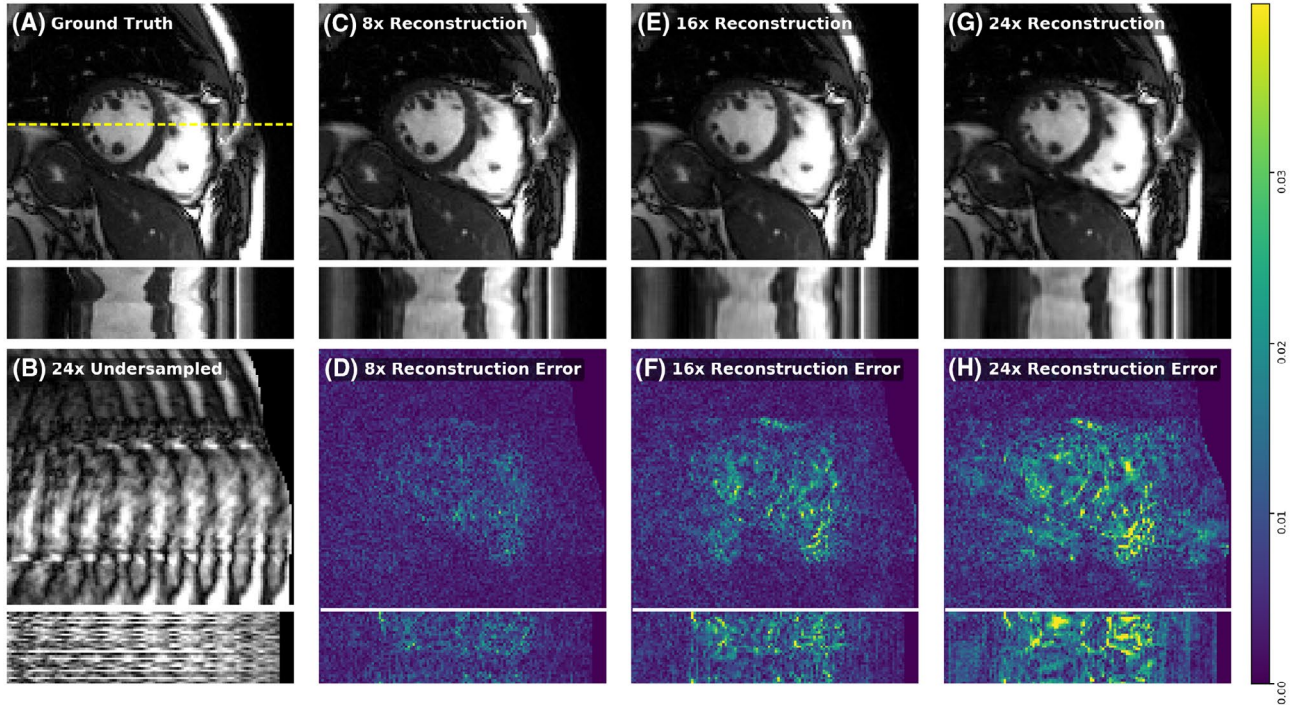 (A) Ground Truth
(C) 8x Reconstruction
(E) 16x Reconstruction
(G) 24x Reconstruction
(B) 24x Undersampled
(D) 8x Reconstruction Error
(F) 16x Reconstruction Error
(H) 24x Reconstruction Error
0.03
0.02
0.01
0.00